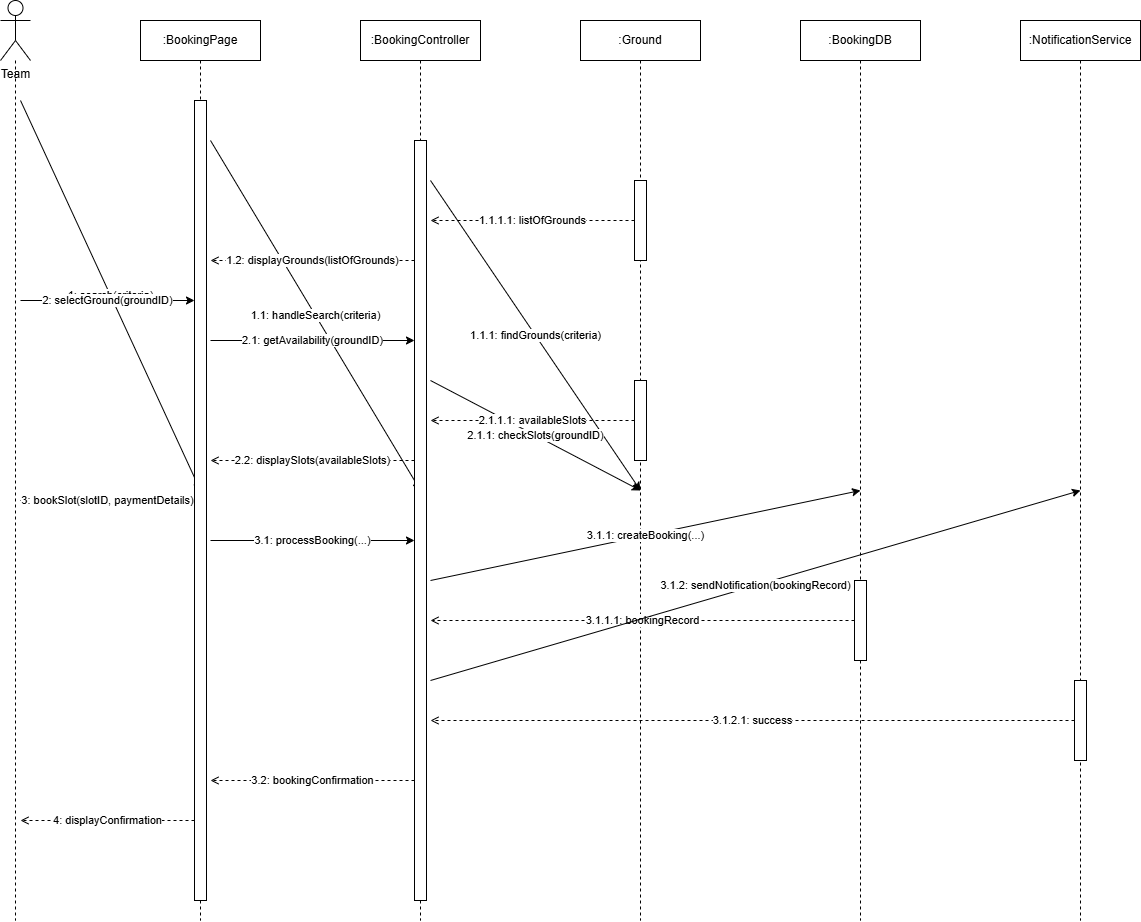 :BookingPage
:BookingController
:Ground
:BookingDB
:NotificationService
Team
1.1.1.1: listOfGrounds
1.2: displayGrounds(listOfGrounds)
1: search(criteria)
2: selectGround(groundID)
1.1: handleSearch(criteria)
1.1.1: findGrounds(criteria)
2.1: getAvailability(groundID)
2.1.1.1: availableSlots
2.1.1: checkSlots(groundID)
2.2: displaySlots(availableSlots)
3: bookSlot(slotID, paymentDetails)
3.1.1: createBooking(...)
3.1: processBooking(...)
3.1.2: sendNotification(bookingRecord)
3.1.1.1: bookingRecord
3.1.2.1: success
3.2: bookingConfirmation
4: displayConfirmation